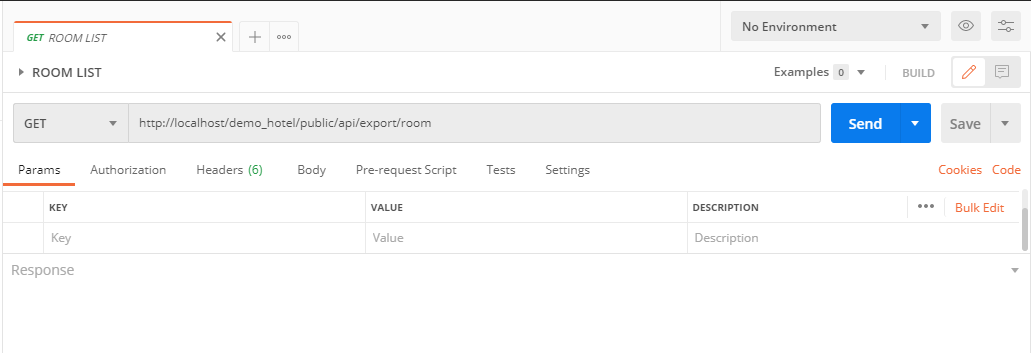 GET ROOM LIST
No Environment
ROOM LIST
Examples 0
BUILD
GET
http://localhost/demo_hotel/public/api/export/room
Send
Save
Params Authorization Headers (6) Body Pre-request Script Tests Settings Cookies Code
KEY VALUE DESCRIPTION Bulk Edit
Key Value Description
Response